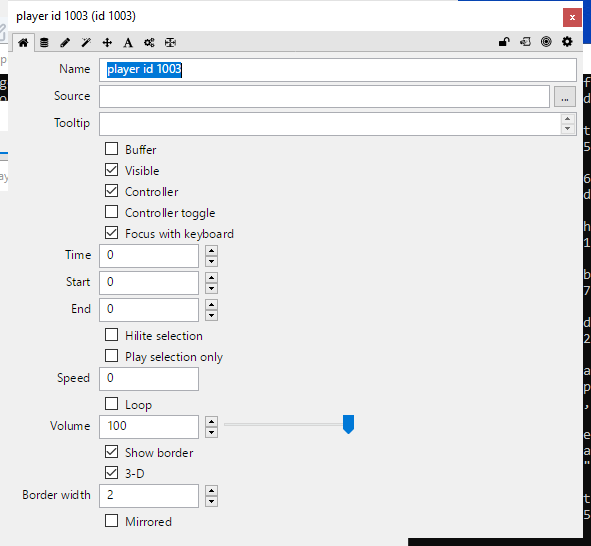 player id 1003 (id 1003)
x
A
Name player id 1003
Source ...
Tooltip
Buffer
Visible
Controller
Controller toggle
Focus with keyboard
Time 0
Start 0
End 0
Hilite selection
Play selection only
Speed 0
Loop
Volume 100
Show border
3-D
Border width 2
Mirrored